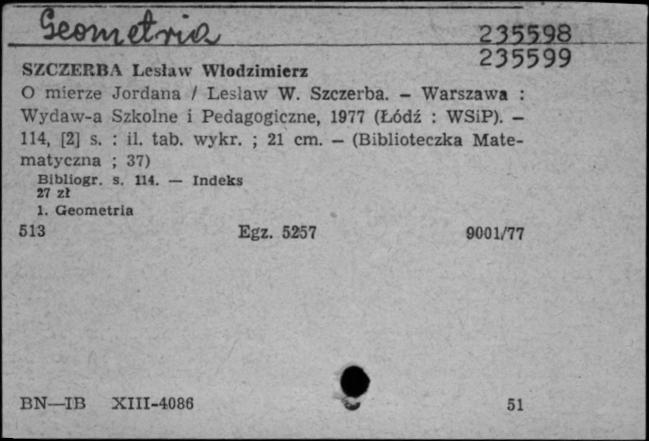 Geometria
235598
235599
SZCZERBA Lesław Włodzimierz
O mierze Jordana / Lesław W. Szczerba. – Warszawa :
Wydaw-a Szkolne i Pedagogiczne, 1977 (Łódź : WSiP). –
114, [2] s. : il. tab. wykr. ; 21 cm. – (Biblioteczka Mate-
matyczna ; 37)
Bibliogr. s. 114. — Indeks
27 zł
1. Geometria
513 Egz. 5257 9001/77
BN—IB XIII-4086 51